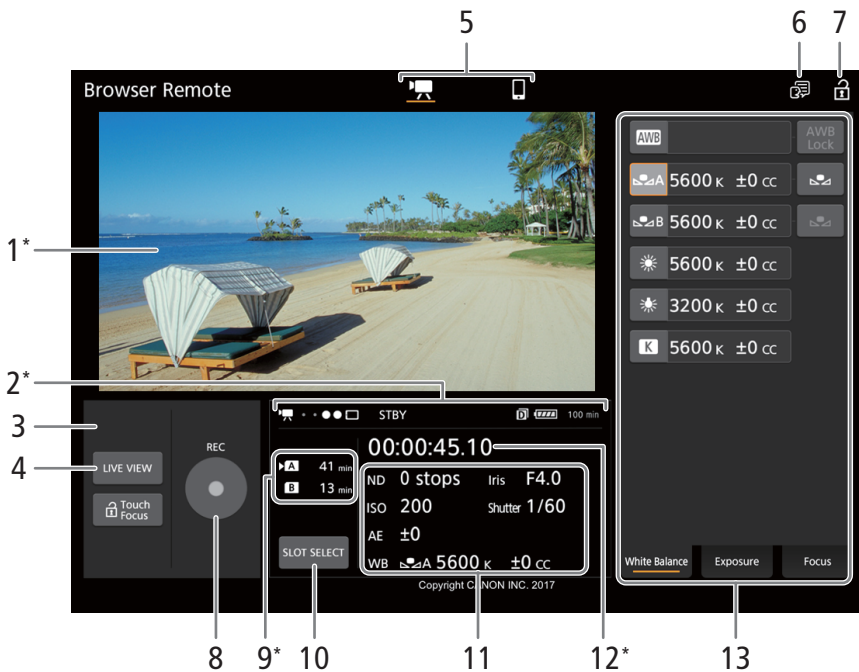 5 6 7
Browser Remote
AWB
AWB Lock
A 5600 K ±0 CC
B 5600 K ±0 CC
5600 K ±0 CC
3200 K ±0 CC
K 5600 K ±0 CC
1*
2*
3
4
STBY 100 min
REC
00:00:45.10
LIVE VIEW
A 41 min
B 13 min
ND 0 stops Iris F4.0
Touch Focus
ISO 200 Shutter 1/60
AE ±0
SLOT SELECT
WB A 5600 K ±0 CC
White Balance Exposure Focus
Copyright CANON INC. 2017
8 9* 10 11 12* 13